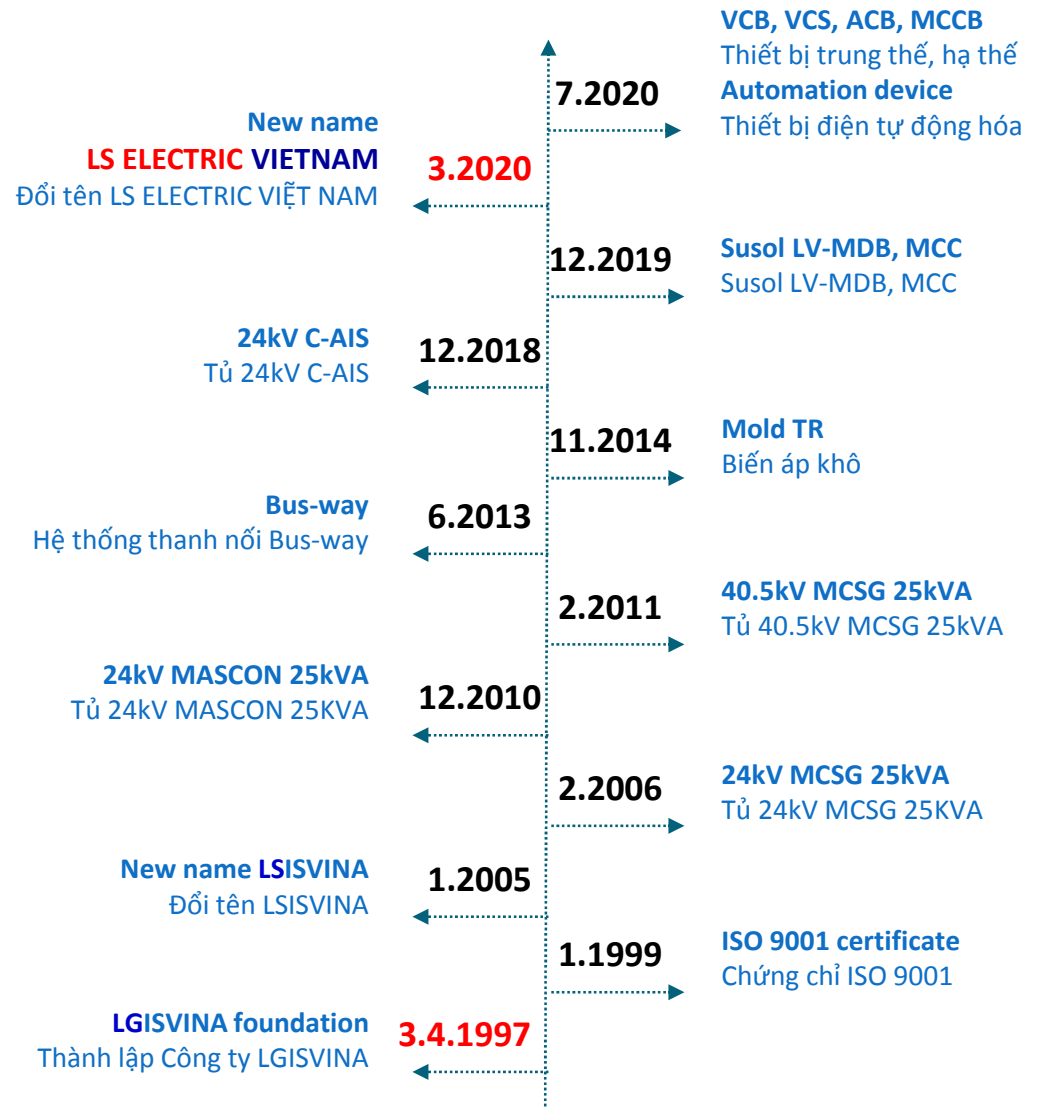 VCB, VCS, ACB, MCCB
Thiết bị trung thế, hạ thế
7.2020
Automation device
Thiết bị điện tự động hóa
New name
LS ELECTRIC VIETNAM
3.2020
Đổi tên LS ELECTRIC VIỆT NAM
12.2019
Susol LV-MDB, MCC
Susol LV-MDB, MCC
24kV C-AIS
12.2018
Tủ 24kV C-AIS
11.2014
Mold TR
Biến áp khô
Bus-way
6.2013
Hệ thống thanh nối Bus-way
2.2011
40.5kV MCSG 25kVA
Tủ 40.5kV MCSG 25kVA
24kV MASCON 25kVA
12.2010
Tủ 24kV MASCON 25KVA
2.2006
24kV MCSG 25kVA
Tủ 24kV MCSG 25KVA
New name LSISVINA
1.2005
Đổi tên LSISVINA
1.1999
ISO 9001 certificate
Chứng chỉ ISO 9001
LGISVINA foundation
3.4.1997
Thành lập Công ty LGISVINA